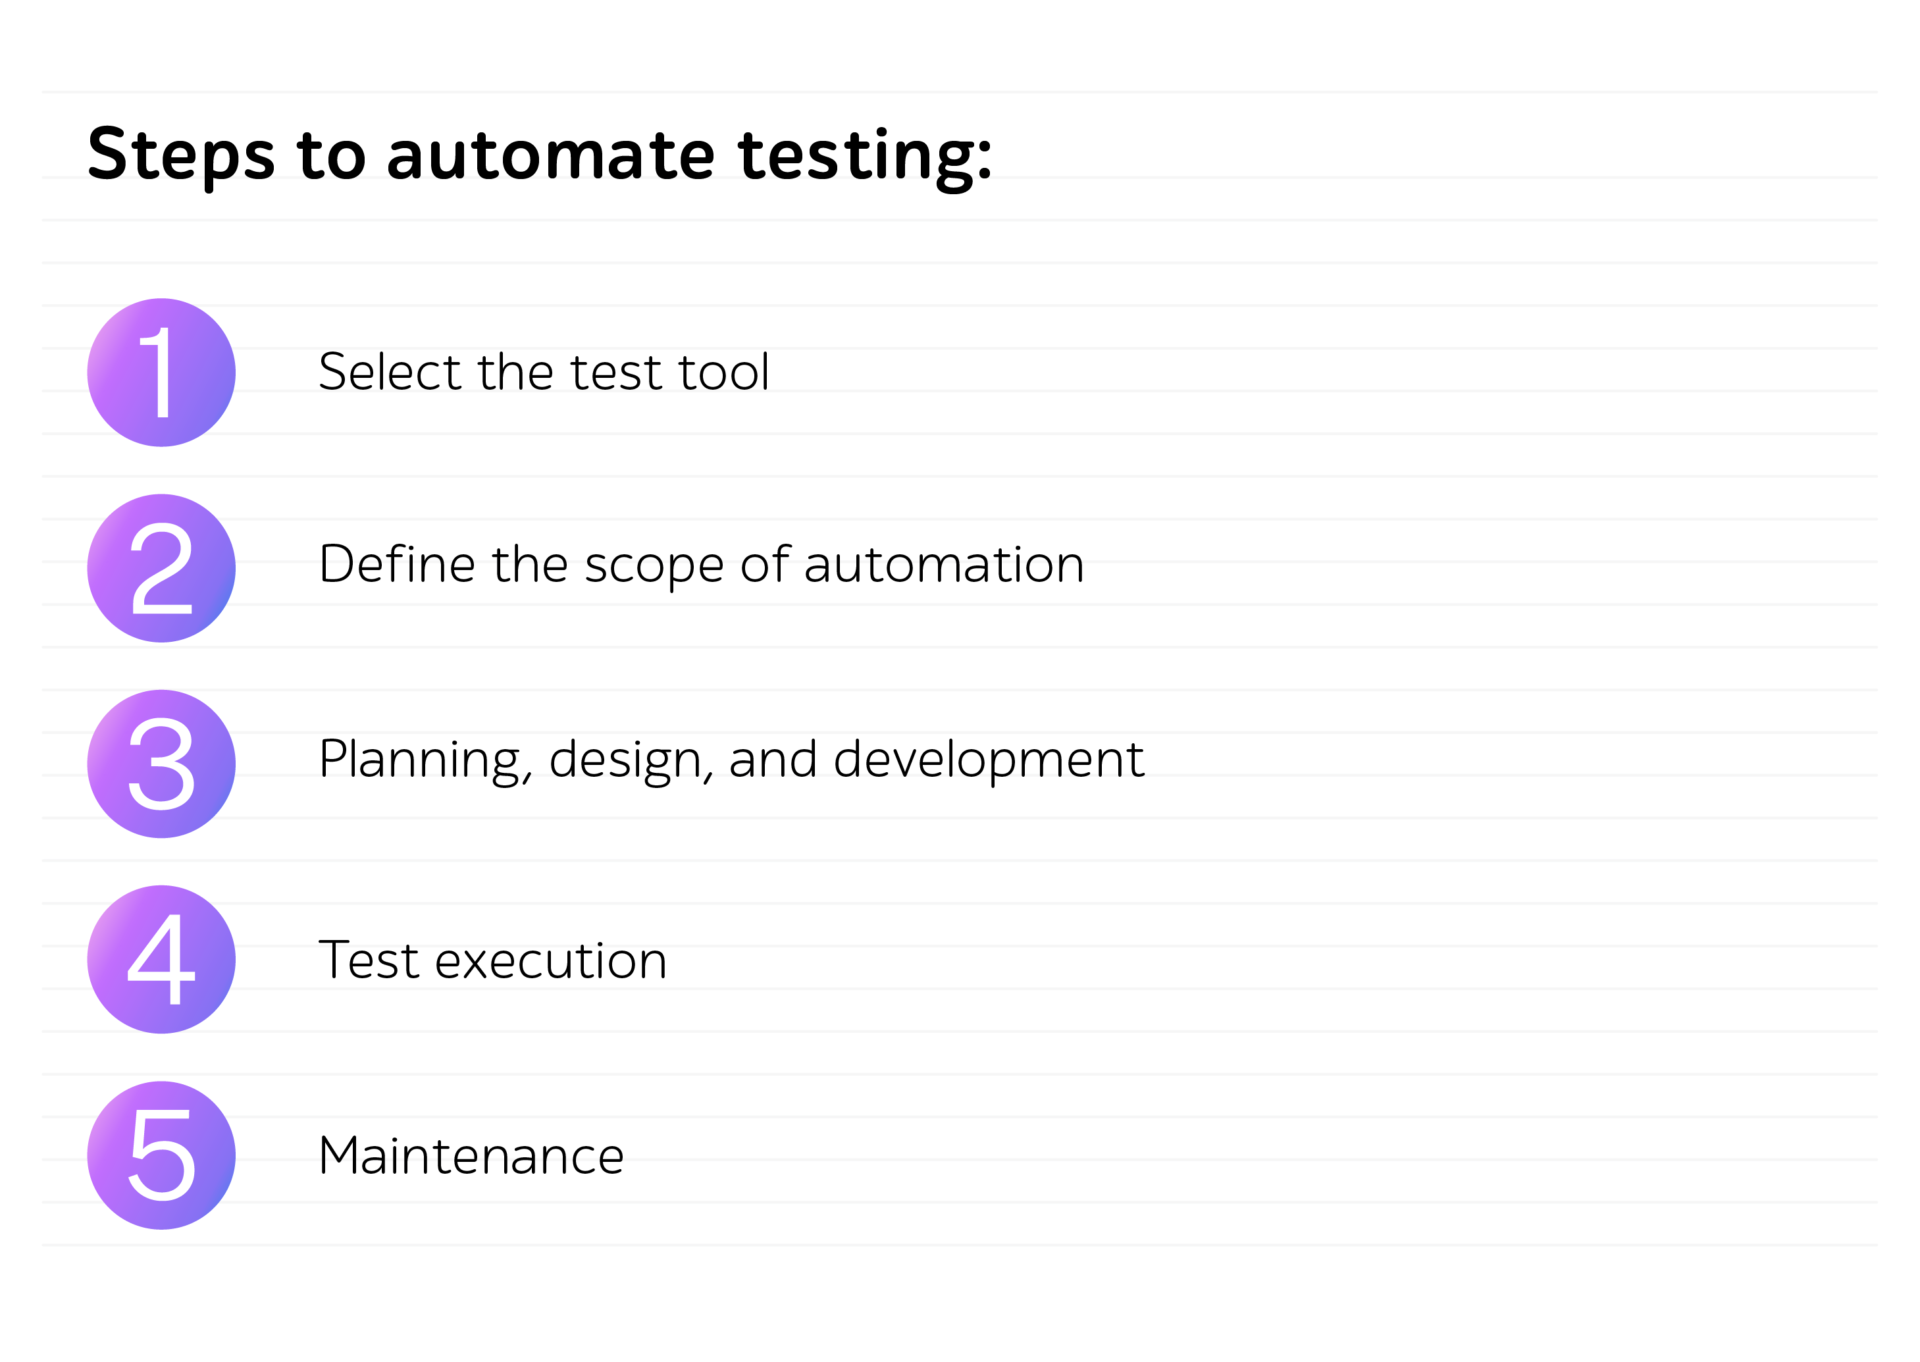 Steps to automate testing:
1 Select the test tool
2 Define the scope of automation
3 Planning, design, and development
4 Test execution
5 Maintenance